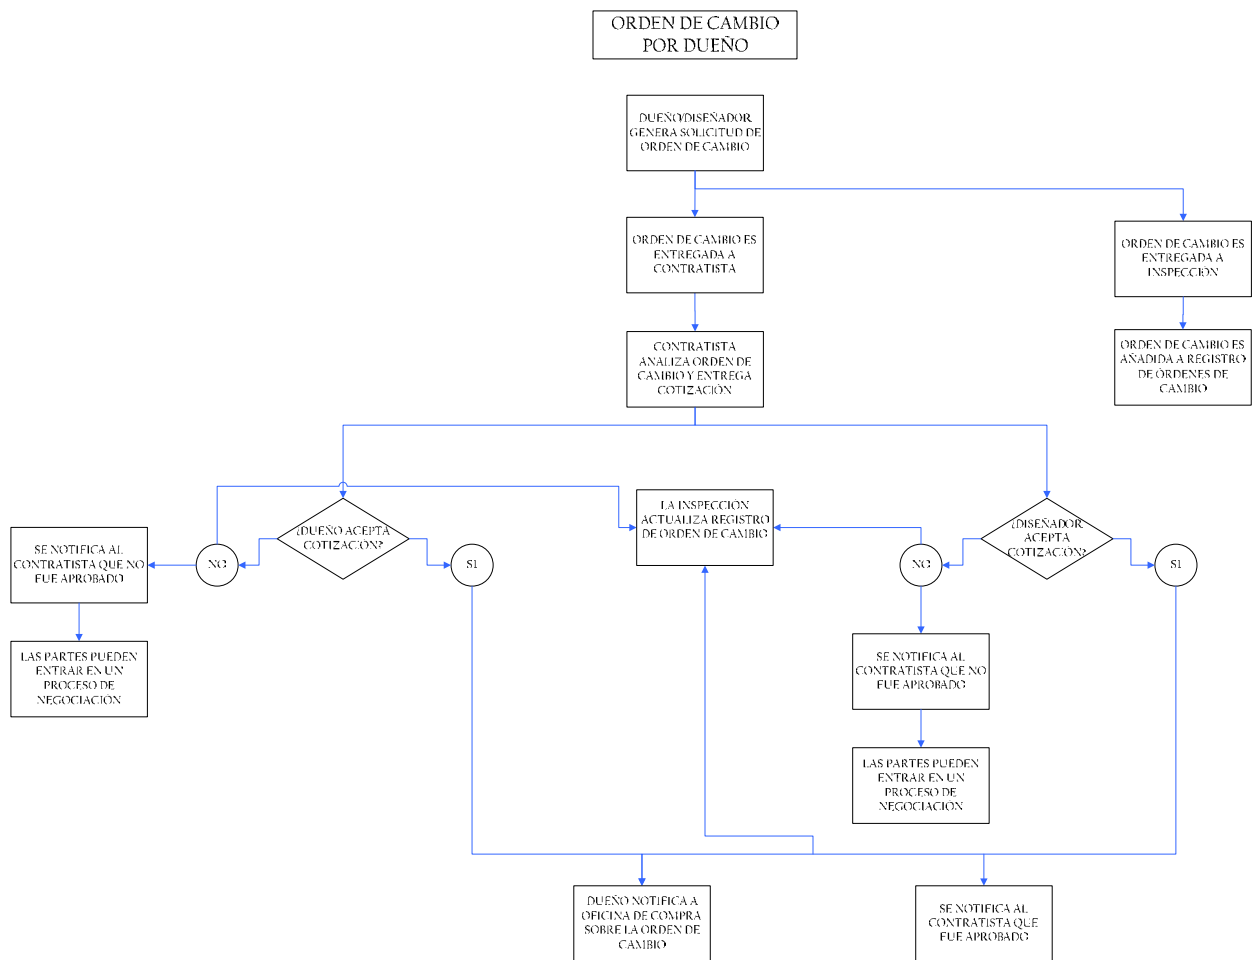 ORDEN DE CAMBIO
POR DUEÑO
DUEÑO/DISEÑADOR
GENERA SOLICITUD DE
ORDEN DE CAMBIO
ORDEN DE CAMBIO ES
ENTREGADA A
CONTRATISTA
ORDEN DE CAMBIO ES
ENTREGADA A
INSPECCIÓN
CONTRATISTA
ANALIZA ORDEN DE
CAMBIO Y ENTREGA
COTIZACIÓN
ORDEN DE CAMBIO ES
AÑADIDA A REGISTRO
DE ÓRDENES DE
CAMBIO
¿DUEÑO ACEPTA
COTIZACIÓN?
LA INSPECCIÓN
ACTUALIZA REGISTRO
DE ORDEN DE CAMBIO
¿DISEÑADOR
ACEPTA
COTIZACIÓN?
SE NOTIFICA AL
CONTRATISTA QUE NO
FUE APROBADO
NO
SI
NO
SI
LAS PARTES PUEDEN
ENTRAR EN UN
PROCESO DE
NEGOCIACIÓN
SE NOTIFICA AL
CONTRATISTA QUE NO
FUE APROBADO
LAS PARTES PUEDEN
ENTRAR EN UN
PROCESO DE
NEGOCIACIÓN
DUEÑO NOTIFICA A
OFICINA DE COMPRA
SOBRE LA ORDEN DE
CAMBIO
SE NOTIFICA AL
CONTRATISTA QUE
FUE APROBADO